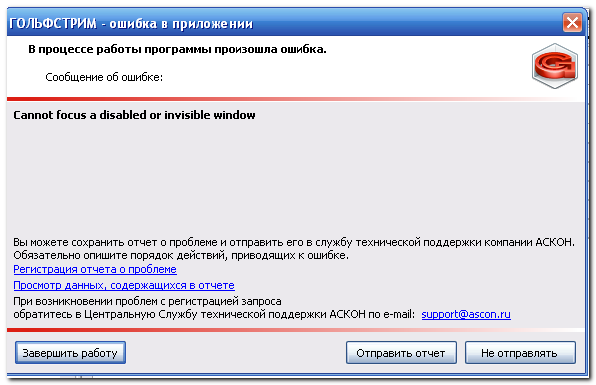 ГОЛЬФСТРИМ - ошибка в приложении
В процессе работы программы произошла ошибка.
Сообщение об ошибке:
Cannot focus a disabled or invisible window
Вы можете сохранить отчет о проблеме и отправить его в службу технической поддержки компании АСКОН.
Обязательно опишите порядок действий, приводящих к ошибке.
Регистрация отчета о проблеме
Просмотр данных, содержащихся в отчете
При возникновении проблем с регистрацией запроса
обратитесь в Центральную Службу технической поддержки АСКОН по e-mail: support@ascon.ru
Завершить работу
Отправить отчет
Не отправлять